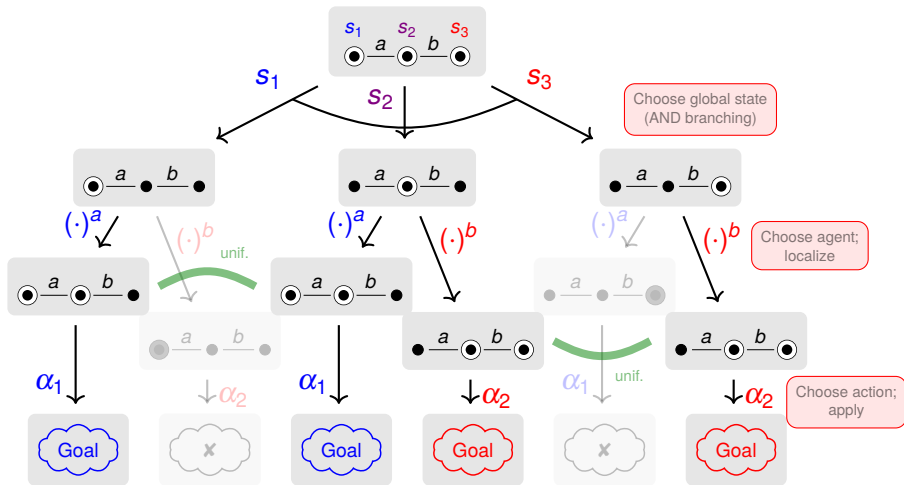 s₁ s₂ s₃
a b
s₁ s₂ s₃
Choose global state
(AND branching)
a b
a b
a b
(·)ᵃ (·)ᵇ (·)ᵃ (·)ᵇ (·)ᵃ (·)ᵇ
Choose agent;
localize
unif.
a b
a b
a b
a b
a b
a b
unif.
α₁ α₂ α₁ α₂ α₁ α₂
Choose action;
apply
Goal ✘ Goal Goal ✘ Goal